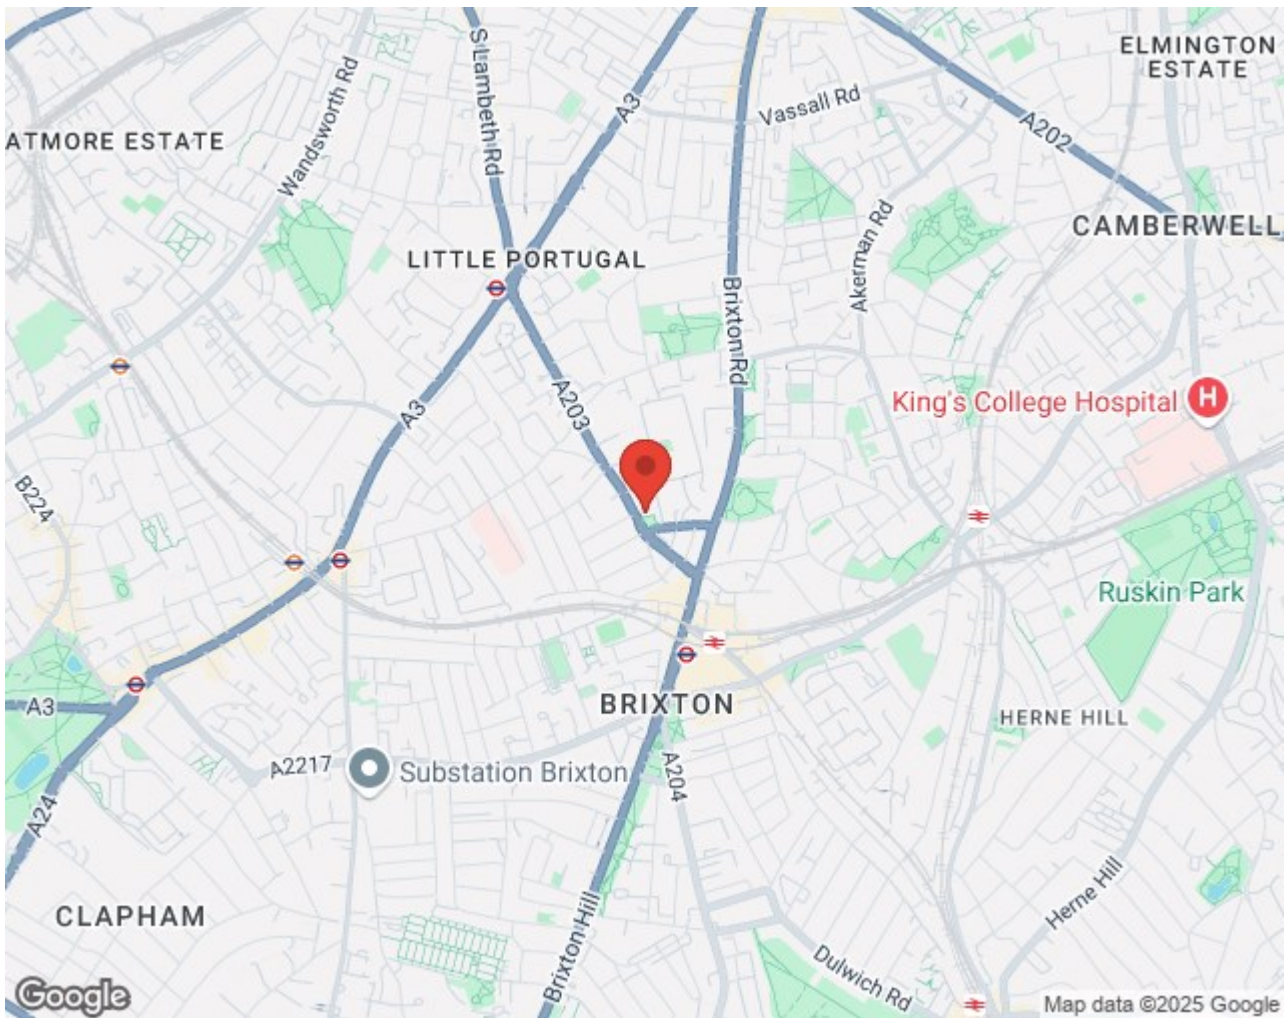 ELMINGTON
ESTATE
S Lambeth Rd
A3
Vassall Rd
A202
ATMORE ESTATE
Wandsworth Rd
CAMBERWELL
Akerman Rd
LITTLE PORTUGAL
Brixton Rd
A203
A3
King's College Hospital
H
B224
Ruskin Park
BRIXTON
A3
HERNE HILL
A2217
Substation Brixton
A204
A24
CLAPHAM
Herne Hill
Brixton Hill
Dulwich Rd
Google
Map data ©2025 Google